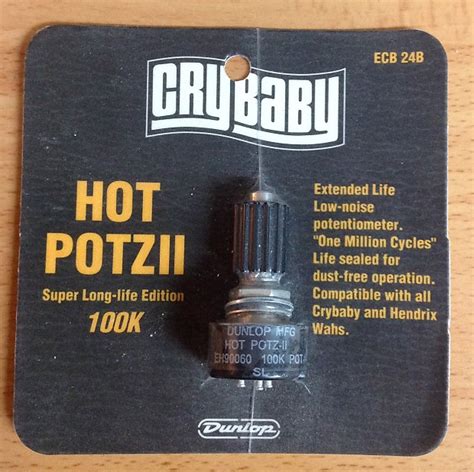 ECB 24B
CRYBABY
HOT
POTZII
Super Long-life Edition
100K
Extended Life
Low-noise
potentiometer.
"One Million Cycles"
Life sealed for
dust-free operation.
Compatible with all
Crybaby and Hendrix
Wahs.
DUNLOP MFG
HOT POTZ-II
EH90060 100K POT
SL
Dunlop